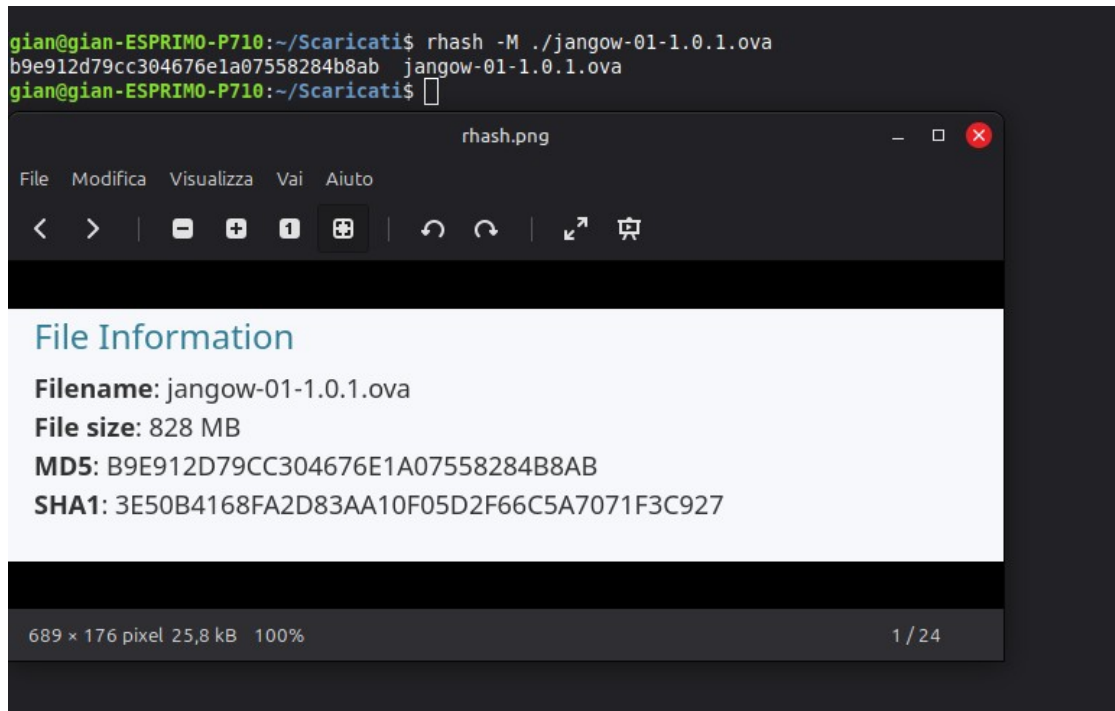 gian@gian-ESPRIMO-P710:~/Scaricati$ rhash -M ./jangow-01-1.0.1.ova
b9e912d79cc304676e1a07558284b8ab  jangow-01-1.0.1.ova
gian@gian-ESPRIMO-P710:~/Scaricati$
rhash.png
File Modifica Visualizza Vai Aiuto
File Information
Filename: jangow-01-1.0.1.ova
File size: 828 MB
MD5: B9E912D79CC304676E1A07558284B8AB
SHA1: 3E50B4168FA2D83AA10F05D2F66C5A7071F3C927
689 × 176 pixel 25,8 kB 100% 1 / 24